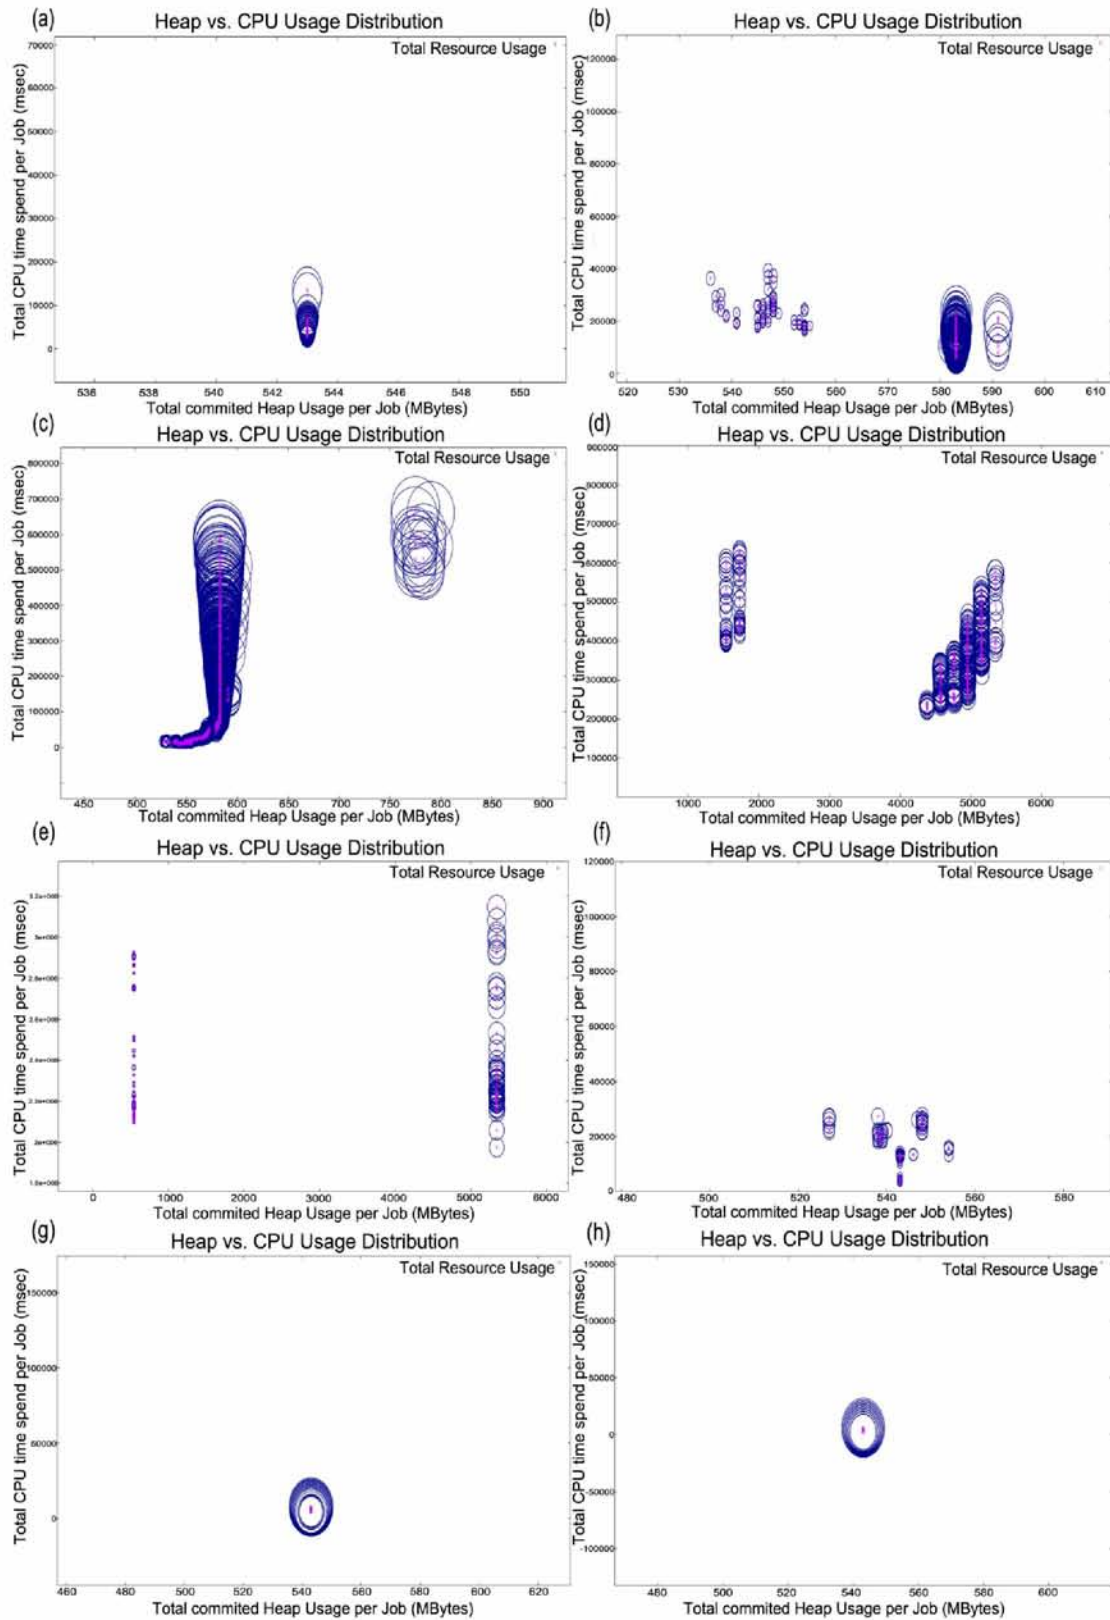 (a) Heap vs. CPU Usage Distribution
Total Resource Usage
Total CPU time spend per Job (msec)
70000
60000
50000
40000
30000
20000
10000
0
536 538 540 542 544 546 548 550
Total commited Heap Usage per Job (MBytes)
(b) Heap vs. CPU Usage Distribution
Total Resource Usage
Total CPU time spend per Job (msec)
120000
100000
80000
60000
40000
20000
0
520 530 540 550 560 570 580 590 600 610
Total commited Heap Usage per Job (MBytes)
(c) Heap vs. CPU Usage Distribution
Total Resource Usage
Total CPU time spend per Job (msec)
800000
700000
600000
500000
400000
300000
200000
100000
0
450 500 550 600 650 700 750 800 850 900
Total commited Heap Usage per Job (MBytes)
(d) Heap vs. CPU Usage Distribution
Total Resource Usage
Total CPU time spend per Job (msec)
900000
800000
700000
600000
500000
400000
300000
200000
100000
1000 2000 3000 4000 5000 6000
Total commited Heap Usage per Job (MBytes)
(e) Heap vs. CPU Usage Distribution
Total Resource Usage
Total CPU time spend per Job (msec)
0 1000 2000 3000 4000 5000 6000
Total commited Heap Usage per Job (MBytes)
(f) Heap vs. CPU Usage Distribution
Total Resource Usage
Total CPU time spend per Job (msec)
120000
100000
80000
60000
40000
20000
0
480 500 520 540 560 580
Total commited Heap Usage per Job (MBytes)
(g) Heap vs. CPU Usage Distribution
Total Resource Usage
Total CPU time spend per Job (msec)
150000
100000
50000
0
460 480 500 520 540 560 580 600 620
Total commited Heap Usage per Job (MBytes)
(h) Heap vs. CPU Usage Distribution
Total Resource Usage
Total CPU time spend per Job (msec)
150000
100000
50000
0
-50000
-100000
480 500 520 540 560 580 600
Total commited Heap Usage per Job (MBytes)